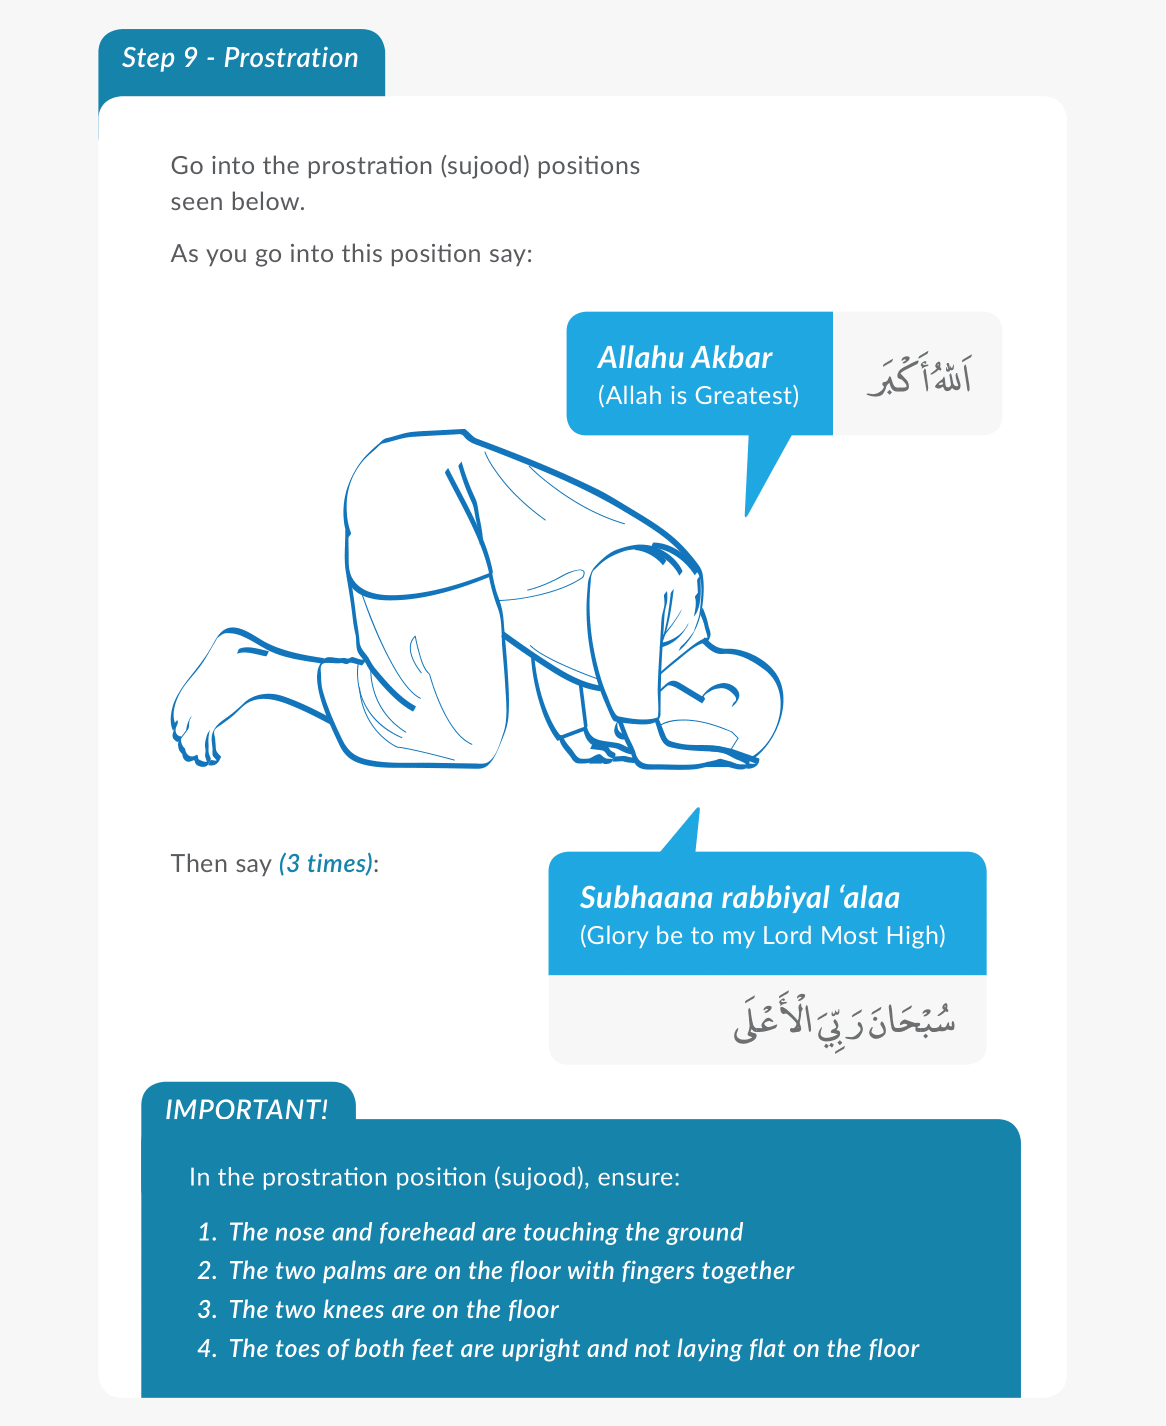 Step 9 - Prostration
Go into the prostration (sujood) positions
seen below.
As you go into this position say:
Allahu Akbar
(Allah is Greatest)
اَللهُ أَكْبَر
Then say (3 times):
Subhaana rabbiyal ‘alaa
(Glory be to my Lord Most High)
سُبْحَانَ رَبِّيَ الْأَعْلَى
IMPORTANT!
In the prostration position (sujood), ensure:
1. The nose and forehead are touching the ground
2. The two palms are on the floor with fingers together
3. The two knees are on the floor
4. The toes of both feet are upright and not laying flat on the floor